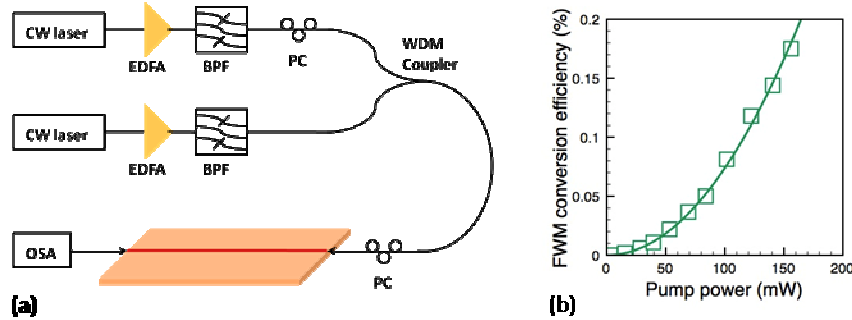 CW laser
EDFA
BPF
PC
WDM
Coupler
CW laser
EDFA
BPF
OSA
PC
(a)
FWM conversion efficiency (%)
0.2
0.15
0.1
0.05
0
0 50 100 150 200
Pump power (mW)
(b)